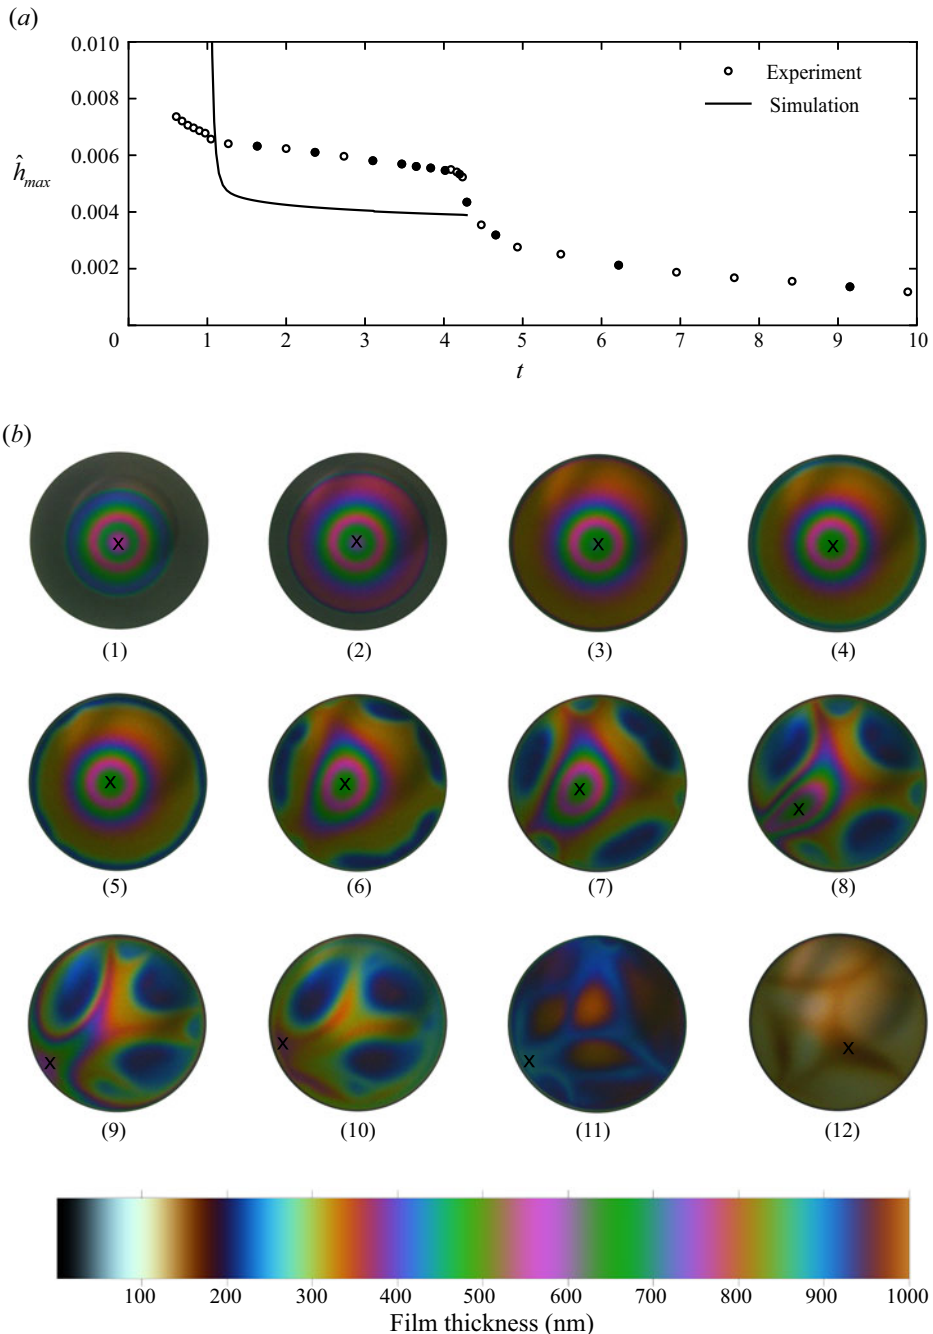 (a)
0.010
0.008
0.006
0.004
0.002
ĥmax
Experiment
Simulation
0 1 2 3 4 5 6 7 8 9 10
t
(b)
x x x x
(1) (2) (3) (4)
x x x x
(5) (6) (7) (8)
x x x x
(9) (10) (11) (12)
100 200 300 400 500 600 700 800 900 1000
Film thickness (nm)